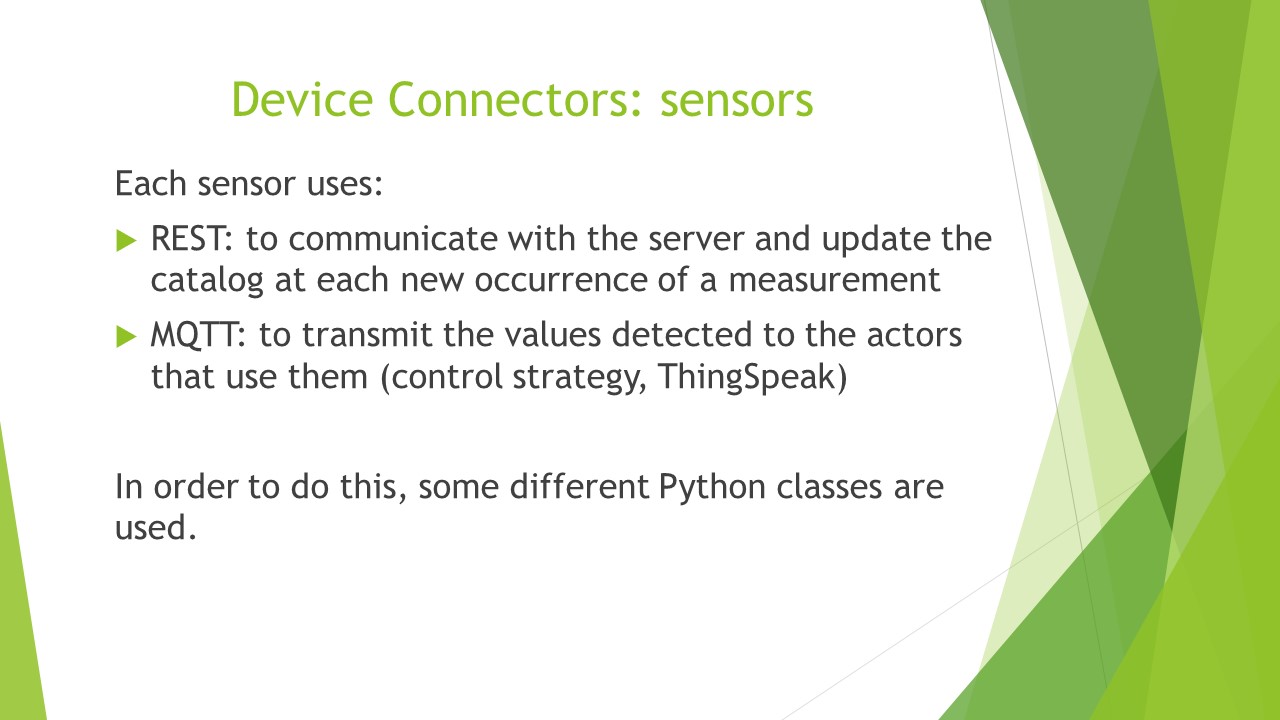 Device Connectors: sensors
Each sensor uses:
REST: to communicate with the server and update the
catalog at each new occurrence of a measurement
MQTT: to transmit the values detected to the actors
that use them (control strategy, ThingSpeak)
In order to do this, some different Python classes are
used.